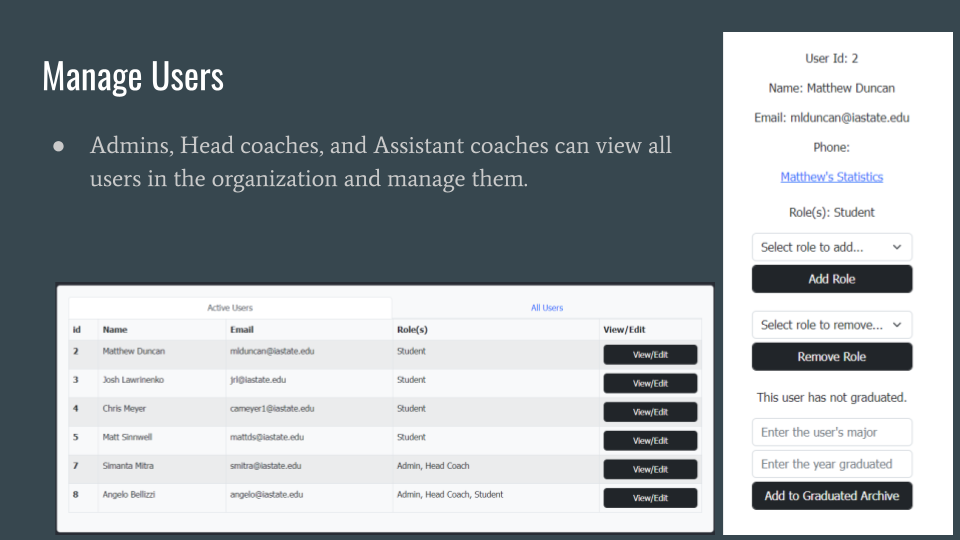 Manage Users
● Admins, Head coaches, and Assistant coaches can view all
users in the organization and manage them.
Active Users All Users
id Name Email Role(s) View/Edit
2 Matthew Duncan mlduncan@iastate.edu Student View/Edit
3 Josh Lawrinenko jrl@iastate.edu Student View/Edit
4 Chris Meyer cameyer1@iastate.edu Student View/Edit
5 Matt Sinnwell mattds@iastate.edu Student View/Edit
7 Simanta Mitra smitra@iastate.edu Admin, Head Coach View/Edit
8 Angelo Bellizzi angelo@iastate.edu Admin, Head Coach, Student View/Edit
User Id: 2
Name: Matthew Duncan
Email: mlduncan@iastate.edu
Phone:
Matthew's Statistics
Role(s): Student
Select role to add...
Add Role
Select role to remove...
Remove Role
This user has not graduated.
Enter the user's major
Enter the year graduated
Add to Graduated Archive